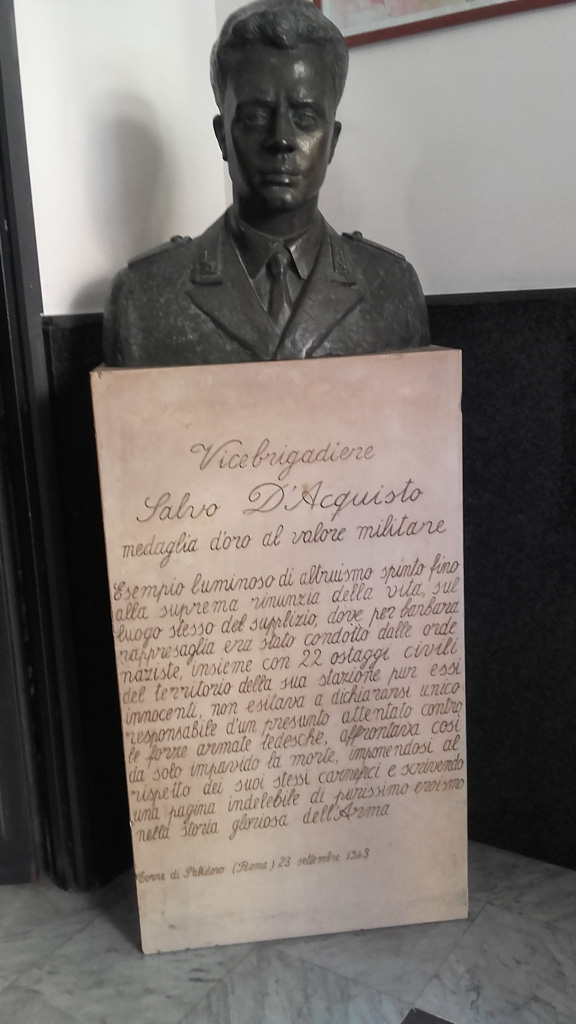 Vicebrigadiere
Salvo D'Acquisto
medaglia d'oro al valore militare
Esempio luminoso di altruismo spinto fino
alla suprema rinunzia della vita, sul
luogo stesso del supplizio, dove per barbara
rappresaglia era stato condotto dalle orde
naziste, insieme con 22 ostaggi civili
del territorio della sua stazione pur essi
innocenti, non esitava a dichiararsi unico
responsabile d'un presunto attentato contro
le forze armate tedesche, affrontava così
da solo impavido la morte, imponendosi al
rispetto dei suoi stessi carnefici e scrivendo
una pagina indelebile di purissimo eroismo
nella storia gloriosa dell'Arma
Torre di Palidoro (Roma) 23 settembre 1943